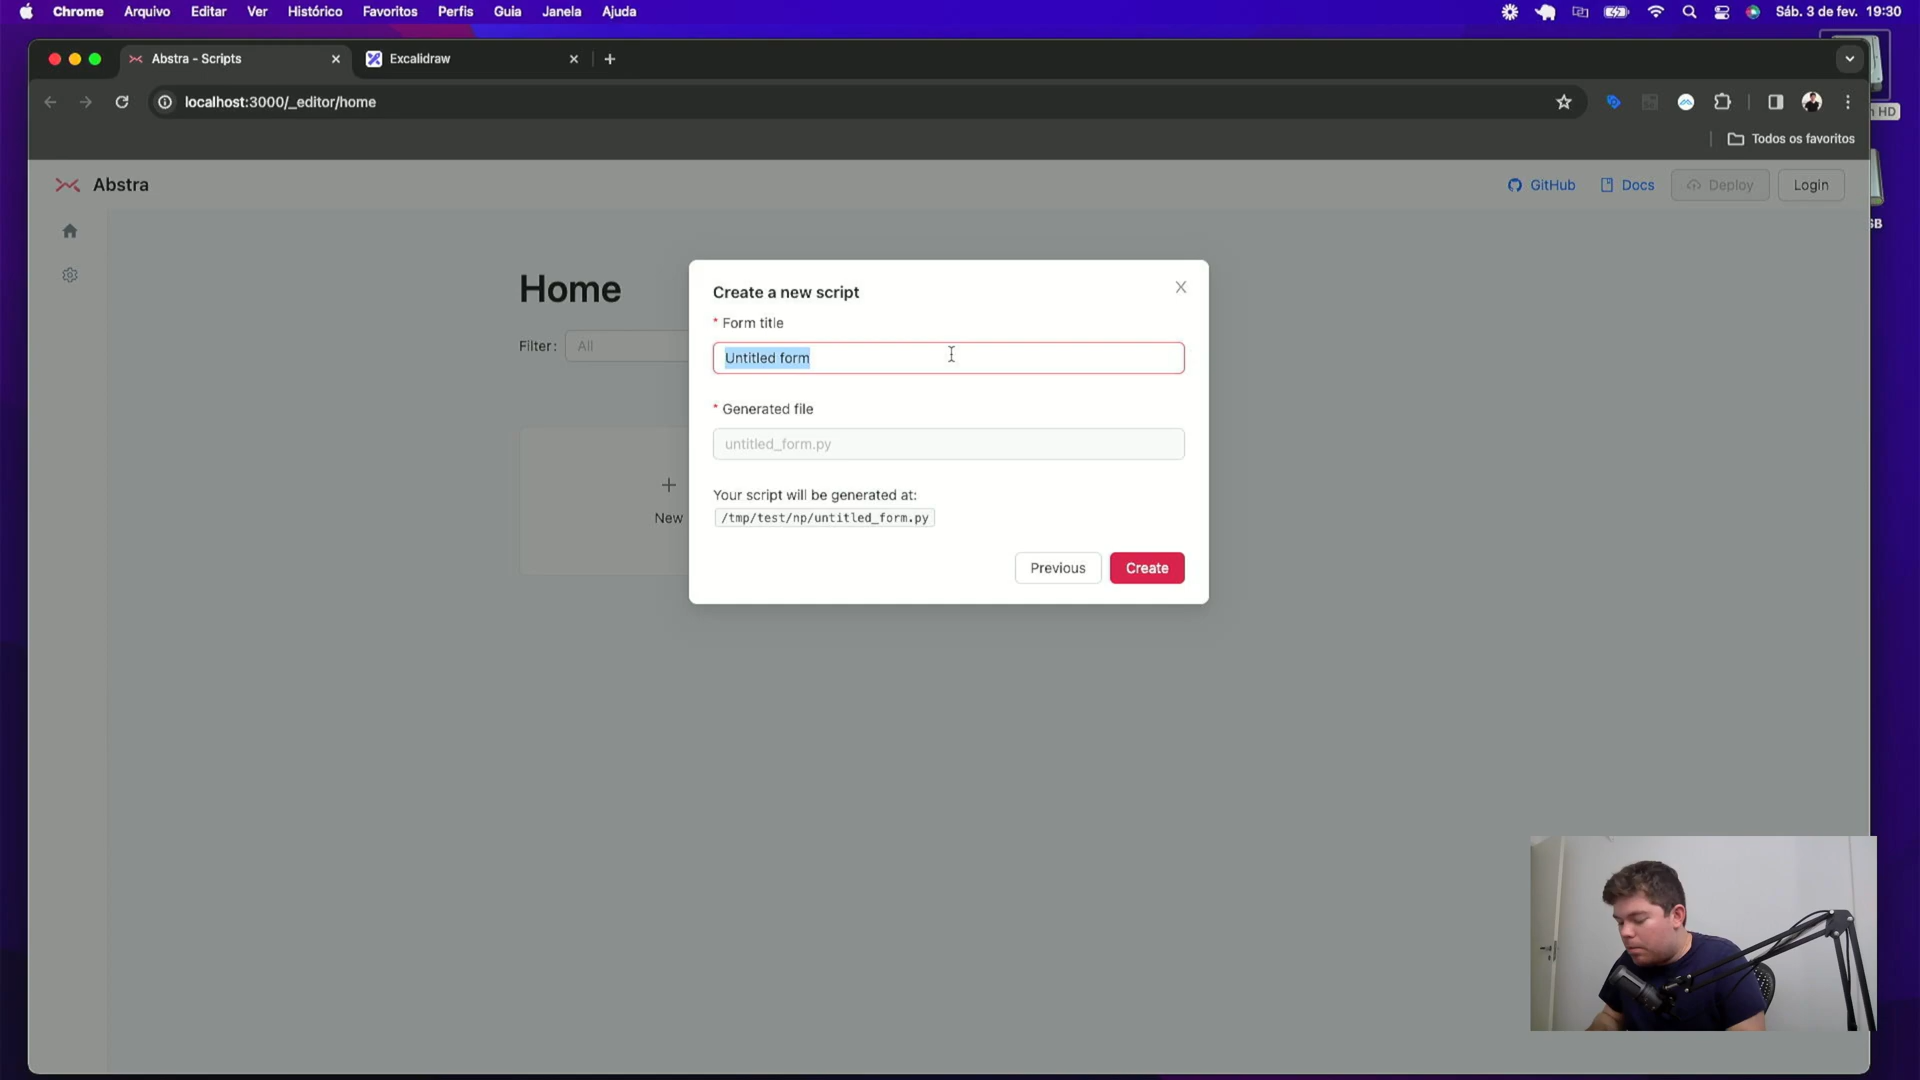 Chrome Arquivo Editar Ver Histórico Favoritos Perfis Guia Janela Ajuda Sáb. 3 de fev. 19:30
Abstra - Scripts Excalidraw
localhost:3000/_editor/home
HD
Todos os favoritos
Abstra GitHub Docs Deploy Login
Home
Filter: All
New
Create a new script
* Form title
Untitled form
* Generated file
untitled_form.py
Your script will be generated at:
/tmp/test/np/untitled_form.py
Previous Create